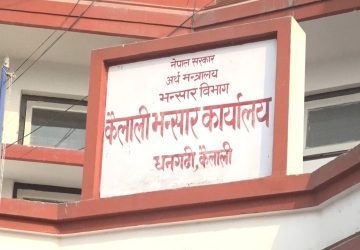 नेपाल सरकार
अर्थ मन्त्रालय
भन्सार विभाग
कैलाली भन्सार कार्यालय
धनगढी, कैलाली